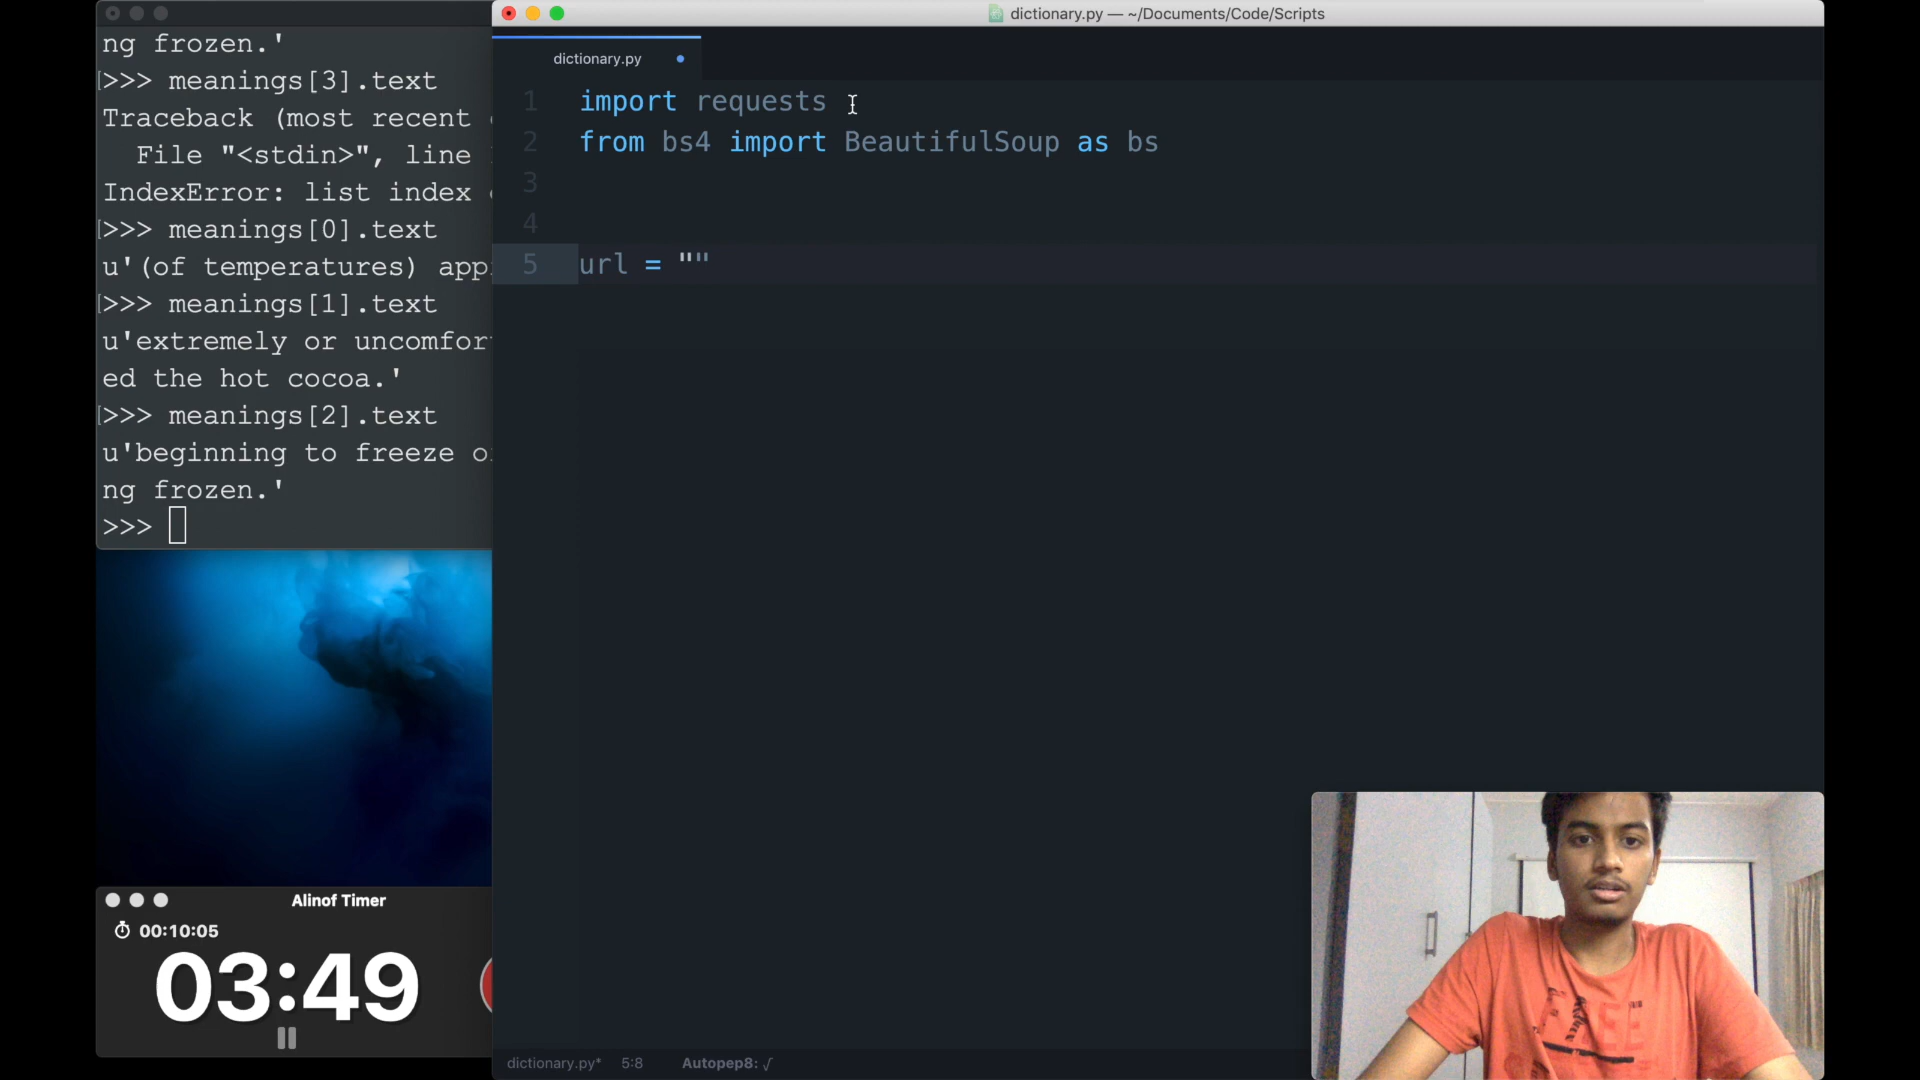 ng frozen.'
>>> meanings[3].text
Traceback (most recent
File "<stdin>", line
IndexError: list index
>>> meanings[0].text
u'(of temperatures) app
>>> meanings[1].text
u'extremely or uncomfor
ed the hot cocoa.'
>>> meanings[2].text
u'beginning to freeze o
ng frozen.'
>>>
dictionary.py — ~/Documents/Code/Scripts
dictionary.py
1 import requests
2 from bs4 import BeautifulSoup as bs
3
4
5 url = ""
dictionary.py* 5:8 Autopep8: √
Alinof Timer
00:10:05
03:49